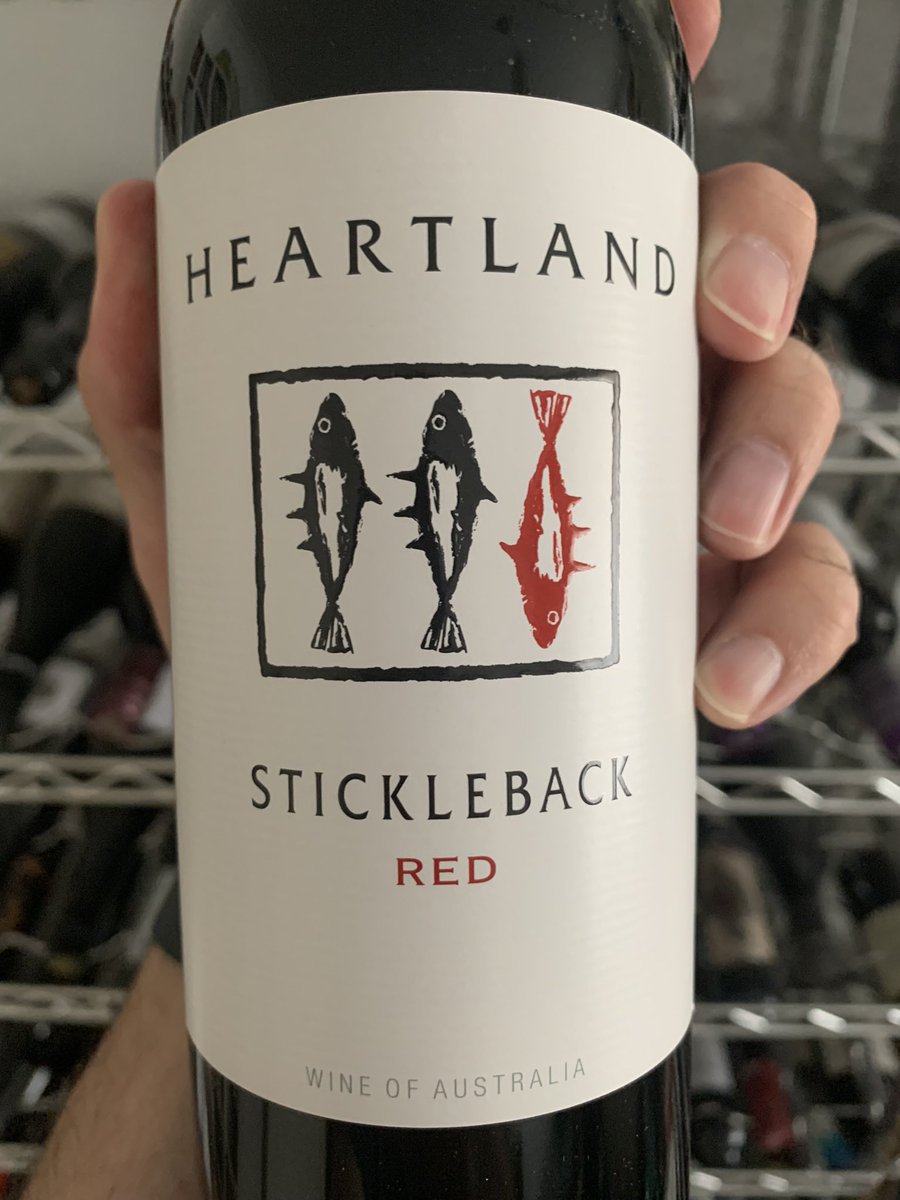 HEARTLAND
STICKLEBACK
RED
WINE OF AUSTRALIA